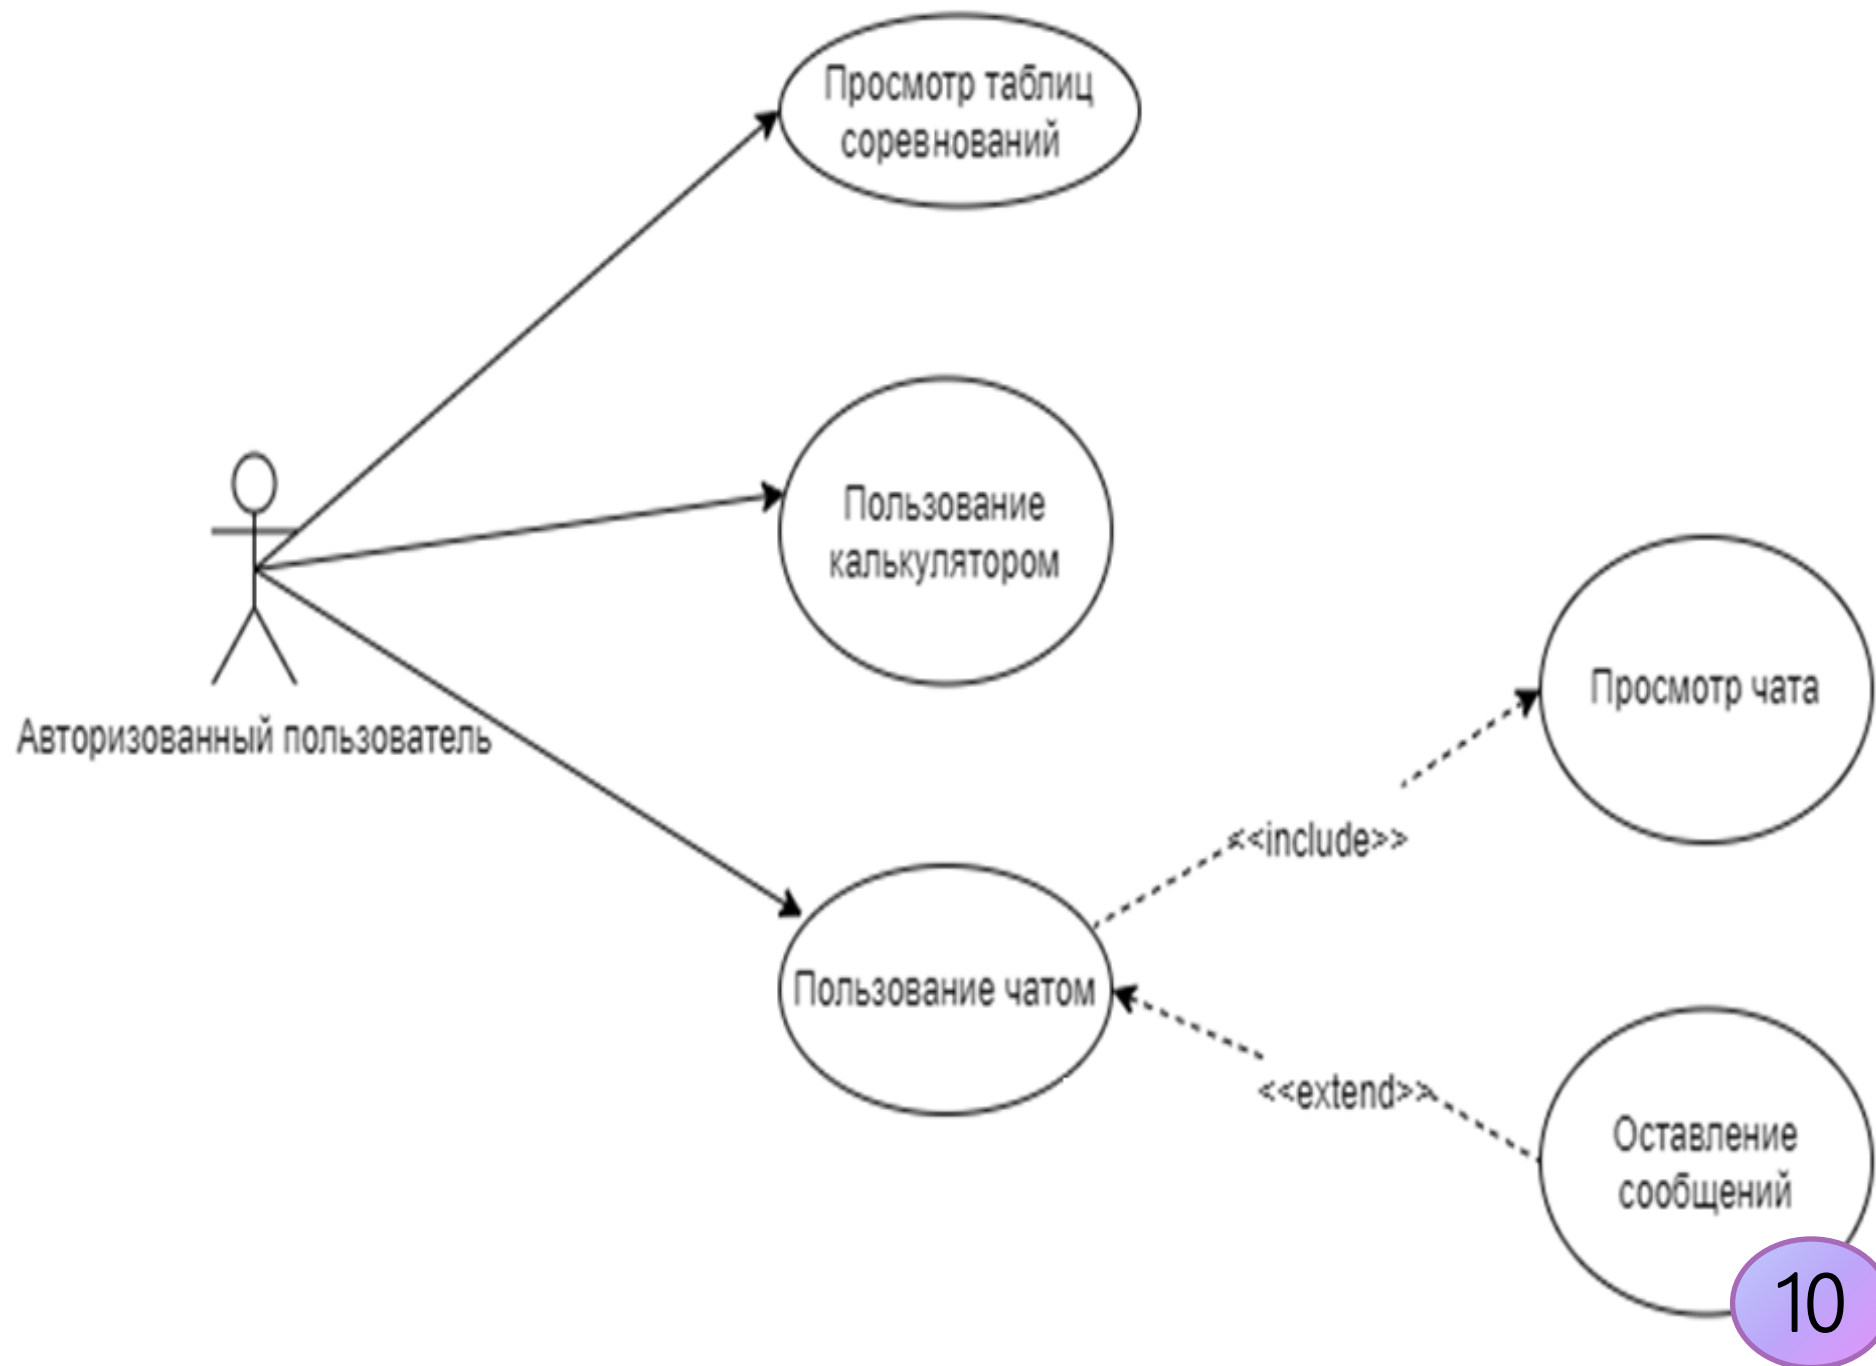 Просмотр таблиц
соревнований
Пользование
калькулятором
Авторизованный пользователь
Просмотр чата
<<include>>
Пользование чатом
<<extend>>
Оставление
сообщений
10